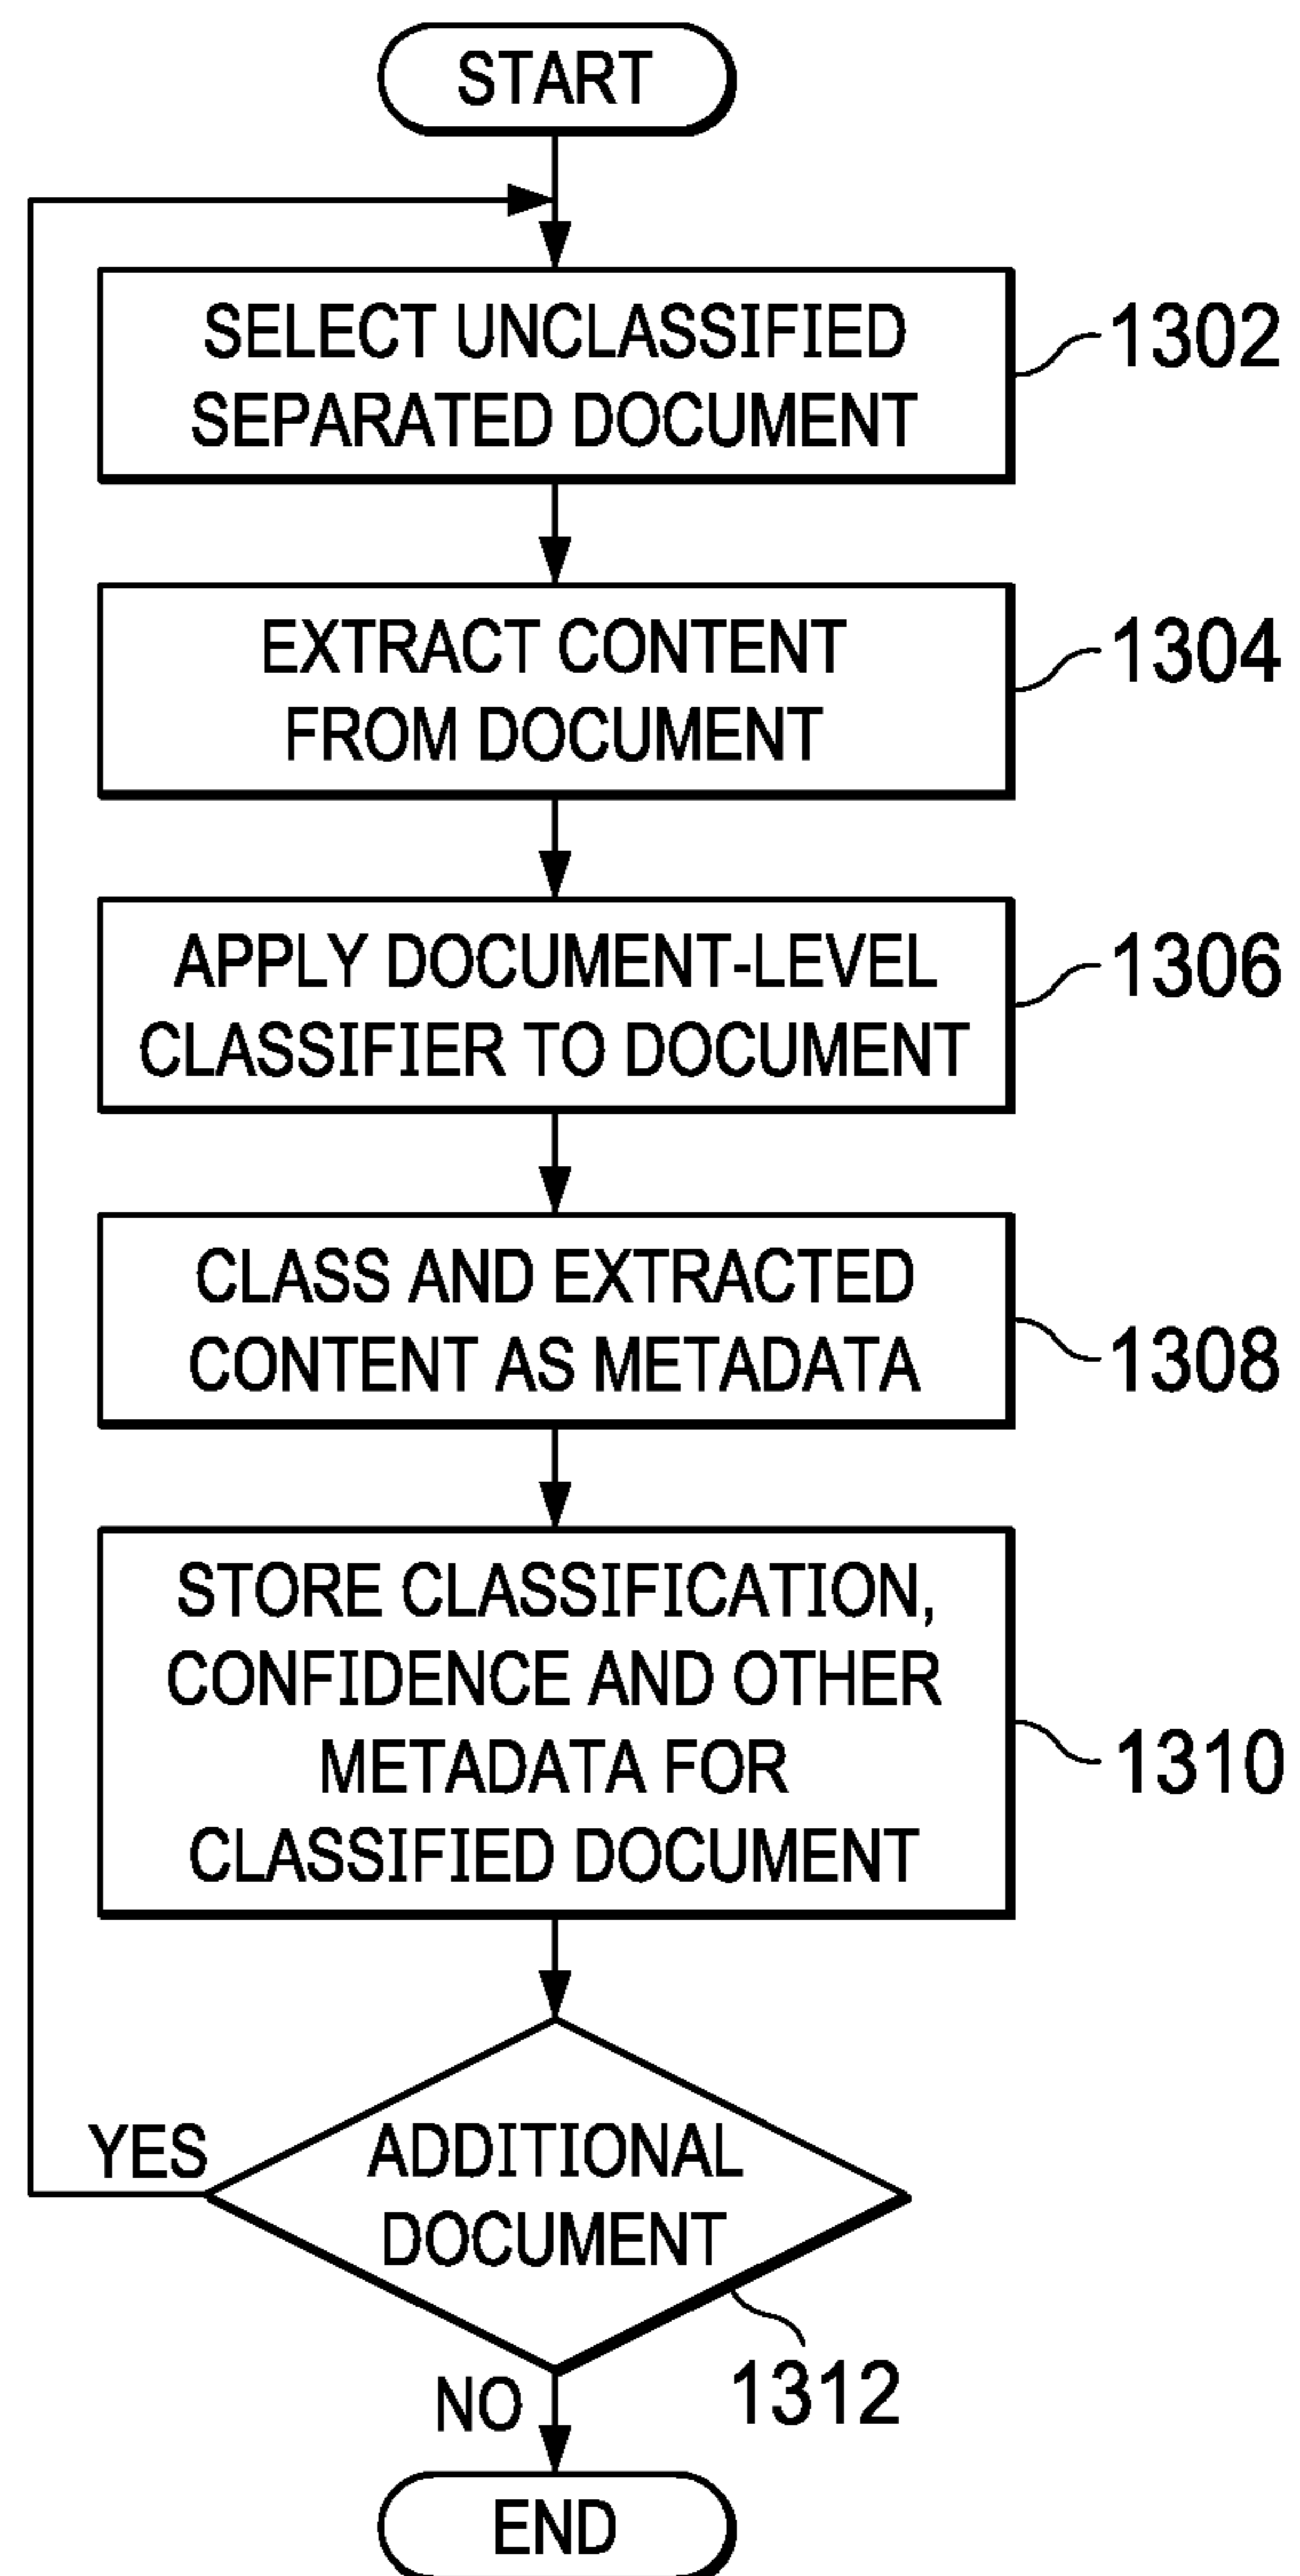 START
SELECT UNCLASSIFIED
SEPARATED DOCUMENT
1302
EXTRACT CONTENT
FROM DOCUMENT
1304
APPLY DOCUMENT-LEVEL
CLASSIFIER TO DOCUMENT
1306
CLASS AND EXTRACTED
CONTENT AS METADATA
1308
STORE CLASSIFICATION,
CONFIDENCE AND OTHER
METADATA FOR
CLASSIFIED DOCUMENT
1310
YES
ADDITIONAL
DOCUMENT
1312
NO
END